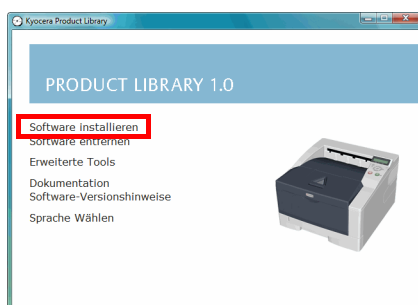 Kyocera Product Library
PRODUCT LIBRARY 1.0
Software installieren
Software entfernen
Erweiterte Tools
Dokumentation
Software-Versionshinweise
Sprache Wählen